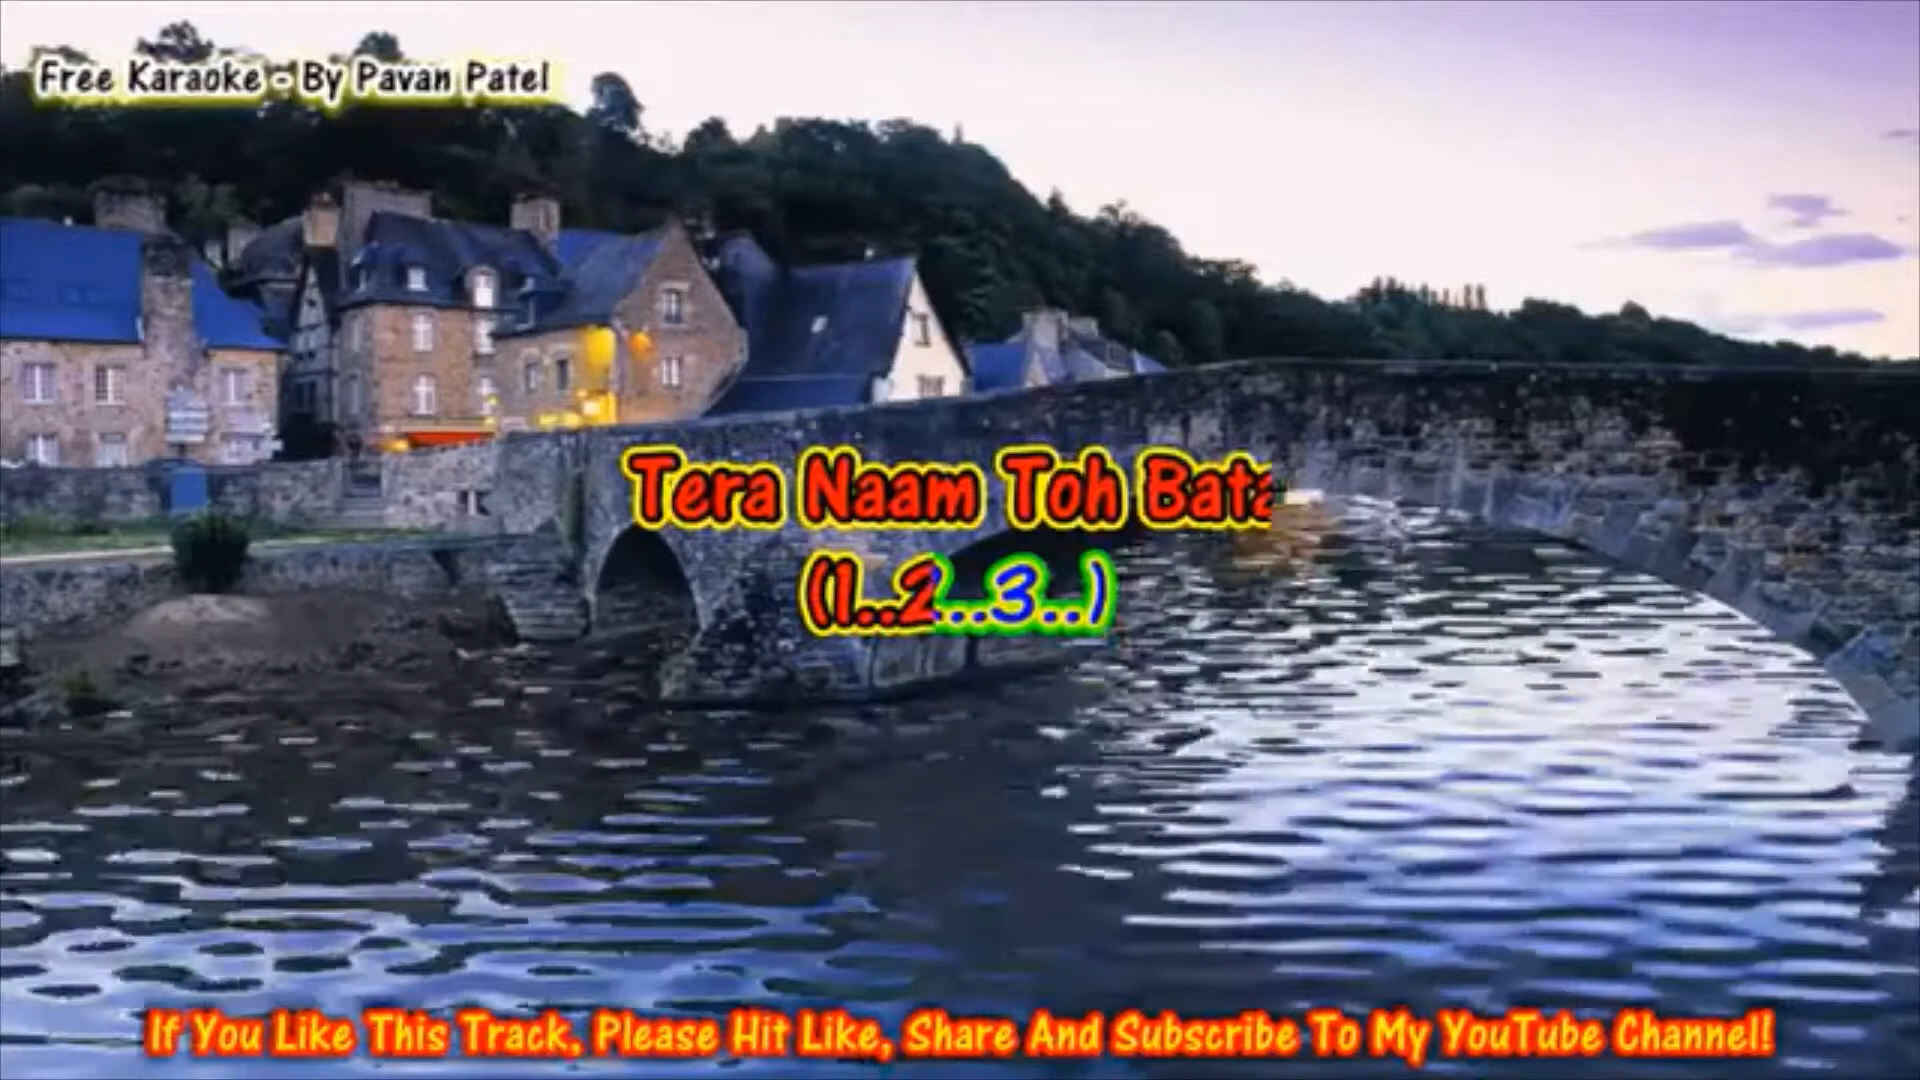 Free Karaoke - By Pavan Patel
Tera Naam Toh Bata
(1..2...3..)
If You Like This Track, Please Hit Like, Share And Subscribe To My YouTube Channel!